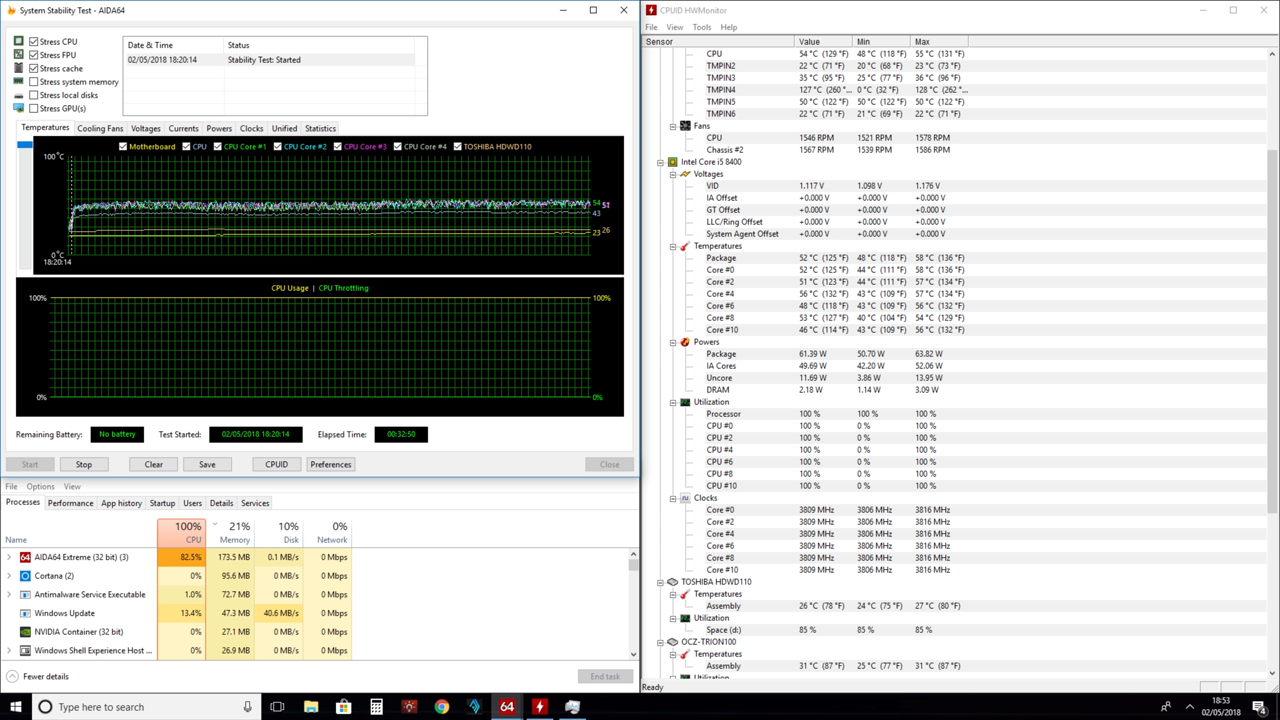 System Stability Test - AIDA64
Stress CPU
Stress FPU
Stress cache
Stress system memory
Stress local disks
Stress GPU(s)
Date & Time Status
02/05/2018 18:20:14 Stability Test: Started
Temperatures Cooling Fans Voltages Currents Powers Clocks Unified Statistics
Motherboard CPU CPU Core #1 CPU Core #2 CPU Core #3 CPU Core #4 TOSHIBA HDWD110
100°C
54 51
43
23 26
0°C
18:20:14
CPU Usage | CPU Throttling
100% 100%
0% 0%
Remaining Battery: No battery Test Started: 02/05/2018 18:20:14 Elapsed Time: 00:32:50
Start Stop Clear Save CPUID Preferences Close
File Options View
Processes Performance App history Startup Users Details Services
100% 21% 10% 0%
Name CPU Memory Disk Network
AIDA64 Extreme (32 bit) (3) 82.5% 173.5 MB 0.1 MB/s 0 Mbps
Cortana (2) 0% 95.6 MB 0 MB/s 0 Mbps
Antimalware Service Executable 1.0% 72.7 MB 0 MB/s 0 Mbps
Windows Update 13.4% 47.3 MB 40.6 MB/s 0 Mbps
NVIDIA Container (32 bit) 0% 27.1 MB 0 MB/s 0 Mbps
Windows Shell Experience Host ... 0% 26.9 MB 0 MB/s 0 Mbps
Fewer details End task
CPUID HWMonitor
File View Tools Help
Sensor Value Min Max
CPU 54 °C (129 °F) 48 °C (118 °F) 55 °C (131 °F)
TMPIN2 22 °C (71 °F) 20 °C (68 °F) 23 °C (73 °F)
TMPIN3 35 °C (95 °F) 25 °C (77 °F) 36 °C (96 °F)
TMPIN4 127 °C (260 °... 0 °C (32 °F) 128 °C (262 °...
TMPIN5 50 °C (122 °F) 50 °C (122 °F) 50 °C (122 °F)
TMPIN6 22 °C (71 °F) 21 °C (69 °F) 22 °C (71 °F)
Fans
CPU 1546 RPM 1521 RPM 1578 RPM
Chassis #2 1567 RPM 1539 RPM 1586 RPM
Intel Core i5 8400
Voltages
VID 1.117 V 1.098 V 1.176 V
IA Offset +0.000 V +0.000 V +0.000 V
GT Offset +0.000 V +0.000 V +0.000 V
LLC/Ring Offset +0.000 V +0.000 V +0.000 V
System Agent Offset +0.000 V +0.000 V +0.000 V
Temperatures
Package 52 °C (125 °F) 48 °C (118 °F) 58 °C (136 °F)
Core #0 52 °C (125 °F) 44 °C (111 °F) 58 °C (136 °F)
Core #2 51 °C (123 °F) 44 °C (111 °F) 57 °C (134 °F)
Core #4 56 °C (132 °F) 43 °C (109 °F) 57 °C (134 °F)
Core #6 48 °C (118 °F) 43 °C (109 °F) 56 °C (132 °F)
Core #8 53 °C (127 °F) 40 °C (104 °F) 54 °C (129 °F)
Core #10 46 °C (114 °F) 43 °C (109 °F) 56 °C (132 °F)
Powers
Package 61.39 W 50.70 W 63.82 W
IA Cores 49.69 W 42.20 W 52.06 W
Uncore 11.69 W 3.86 W 13.95 W
DRAM 2.18 W 1.14 W 3.09 W
Utilization
Processor 100 % 100 % 100 %
CPU #0 100 % 0 % 100 %
CPU #2 100 % 0 % 100 %
CPU #4 100 % 0 % 100 %
CPU #6 100 % 0 % 100 %
CPU #8 100 % 0 % 100 %
CPU #10 100 % 0 % 100 %
Clocks
Core #0 3809 MHz 3806 MHz 3816 MHz
Core #2 3809 MHz 3806 MHz 3816 MHz
Core #4 3809 MHz 3806 MHz 3816 MHz
Core #6 3809 MHz 3806 MHz 3816 MHz
Core #8 3809 MHz 3806 MHz 3816 MHz
Core #10 3809 MHz 3806 MHz 3816 MHz
TOSHIBA HDWD110
Temperatures
Assembly 26 °C (78 °F) 24 °C (75 °F) 27 °C (80 °F)
Utilization
Space (d:) 85 % 85 % 85 %
OCZ-TRION100
Temperatures
Assembly 31 °C (87 °F) 25 °C (77 °F) 31 °C (87 °F)
Utilization
Ready
Type here to search 64 18:53
02/05/2018